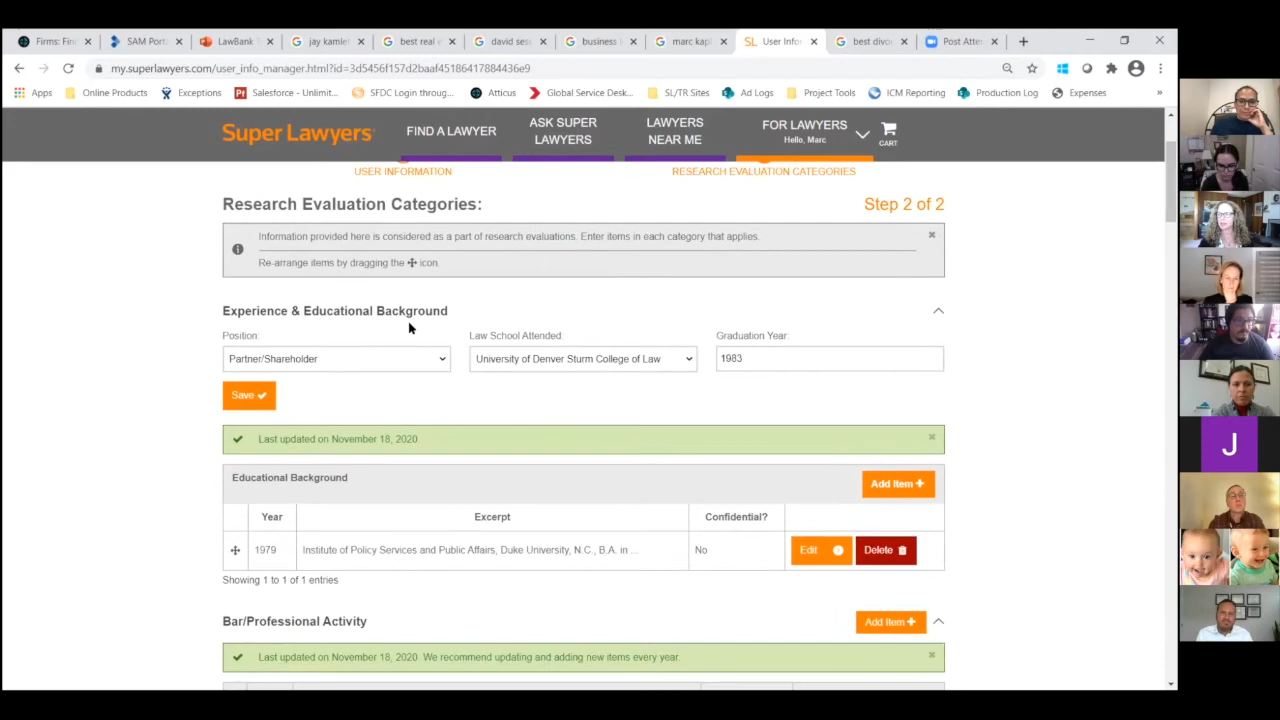 Firms: Fin
SAM Port
LawBank
jay kamlet
best real
david ses
business l
marc kapl
User Info
best divo
Post Atte
my.superlawyers.com/user_info_manager.html?id=3d5456f157d2baaf45186417884436e9
Apps
Online Products
Exceptions
Salesforce - Unlimit...
SFDC Login throug...
Atticus
Global Service Desk...
SL/TR Sites
Ad Logs
Project Tools
ICM Reporting
Production Log
Expenses
»
Super Lawyers
FIND A LAWYER
ASK SUPER
LAWYERS
LAWYERS
NEAR ME
FOR LAWYERS
Hello, Marc
CART
USER INFORMATION
RESEARCH EVALUATION CATEGORIES
Research Evaluation Categories:
Step 2 of 2
Information provided here is considered as a part of research evaluations. Enter items in each category that applies.
Re-arrange items by dragging the icon.
Experience & Educational Background
Position:
Law School Attended:
Graduation Year:
Partner/Shareholder
University of Denver Sturm College of Law
1983
Save
Last updated on November 18, 2020
Educational Background
Add Item
Year
Excerpt
Confidential?
1979
Institute of Policy Services and Public Affairs, Duke University, N.C., B.A. in ...
No
Edit
Delete
Showing 1 to 1 of 1 entries
Bar/Professional Activity
Add Item
Last updated on November 18, 2020 We recommend updating and adding new items every year.
J